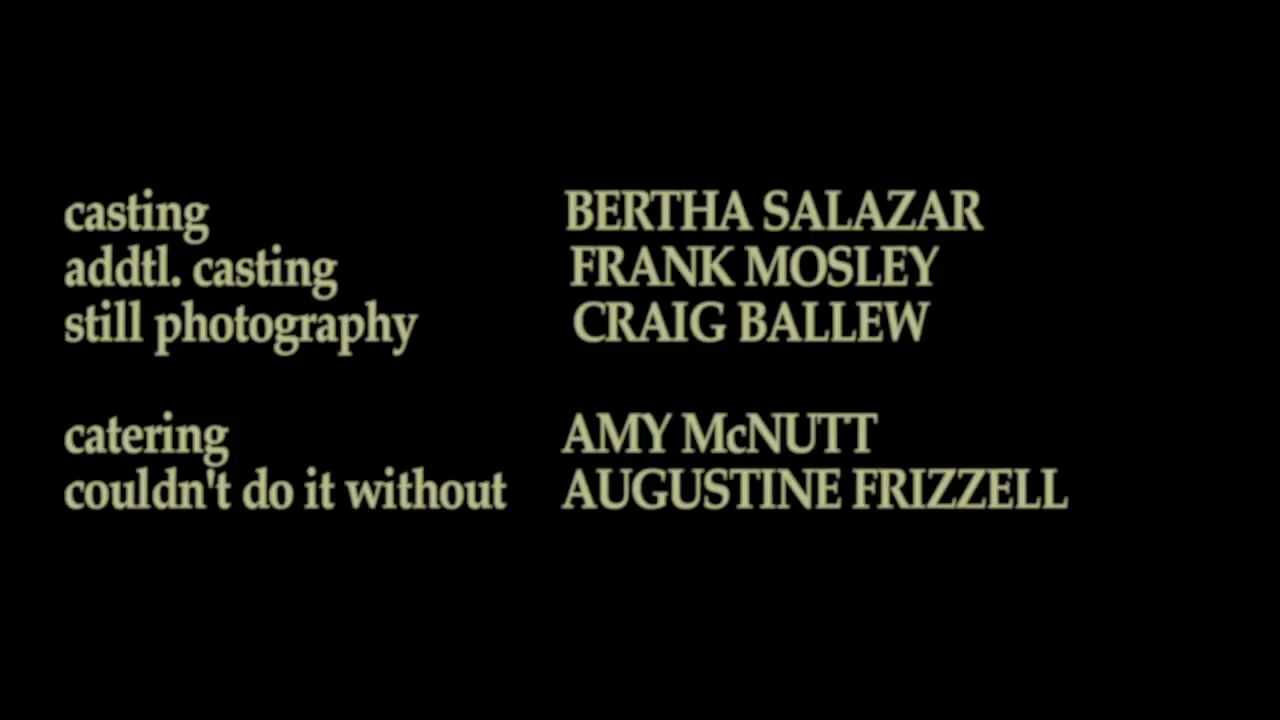 casting BERTHA SALAZAR
addtl. casting FRANK MOSLEY
still photography CRAIG BALLEW
catering AMY McNUTT
couldn't do it without AUGUSTINE FRIZZELL